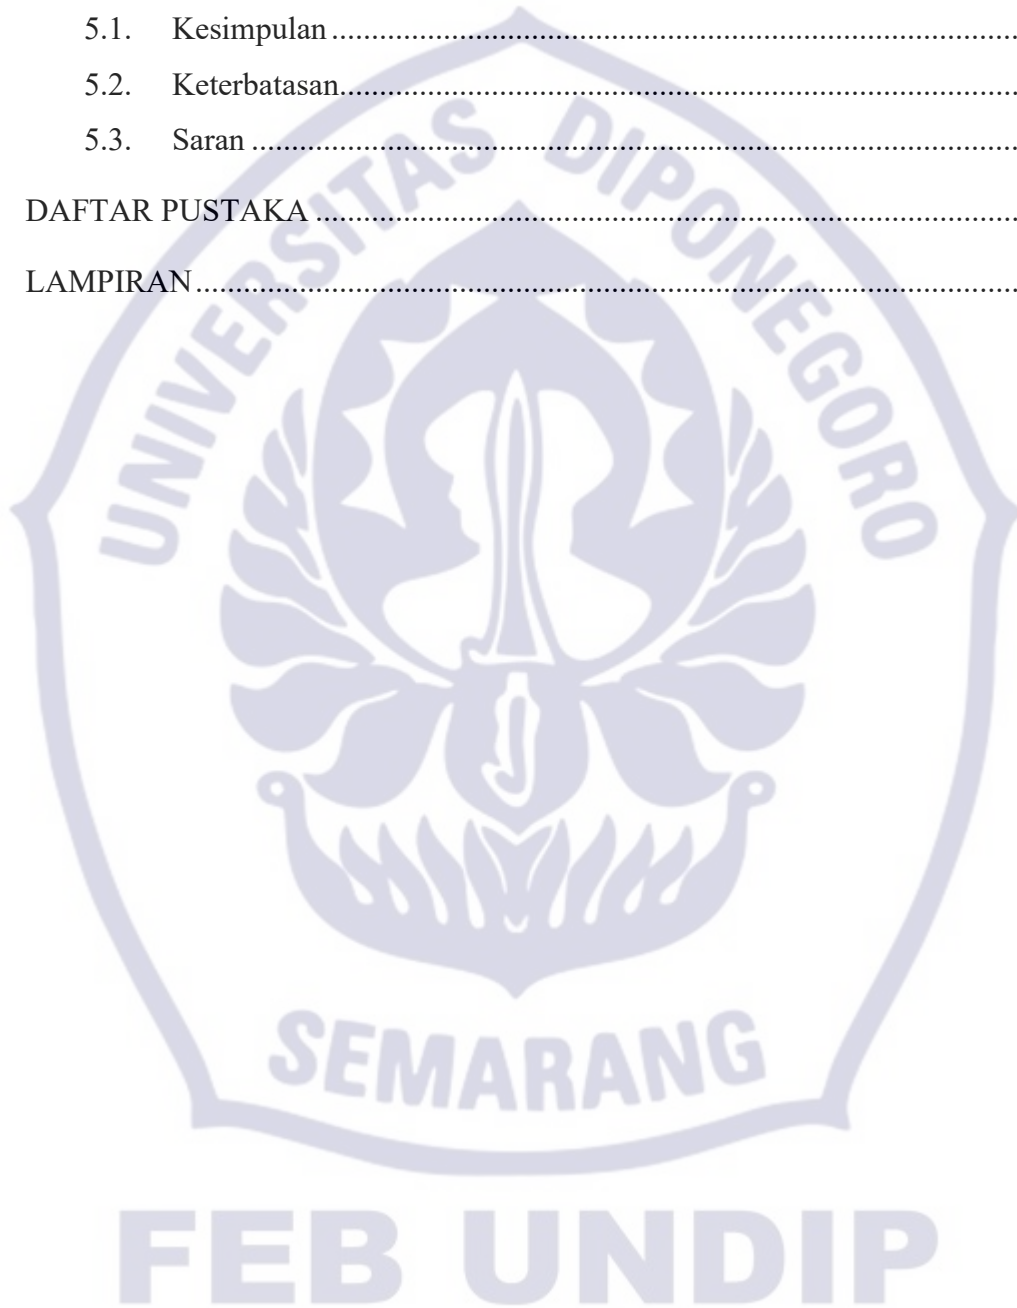 5.1. Kesimpulan ....................................................................................
5.2. Keterbatasan...................................................................................
5.3. Saran ..............................................................................................
DAFTAR PUSTAKA ....................................................................................
LAMPIRAN..................................................................................................
UNIVERSITAS DIPONEGORO
SEMARANG
FEB UNDIP